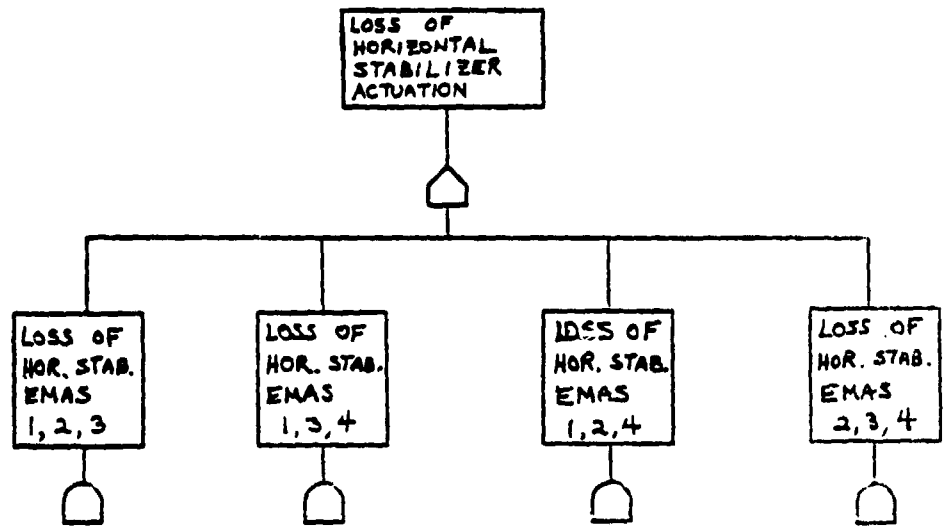 LOSS OF
HORIZONTAL
STABILIZER
ACTUATION
LOSS OF
HOR. STAB.
EMAS
1, 2, 3
LOSS OF
HOR. STAB.
EMAS
1, 3, 4
LOSS OF
HOR. STAB.
EMAS
1, 2, 4
LOSS OF
HOR. STAB.
EMAS
2, 3, 4